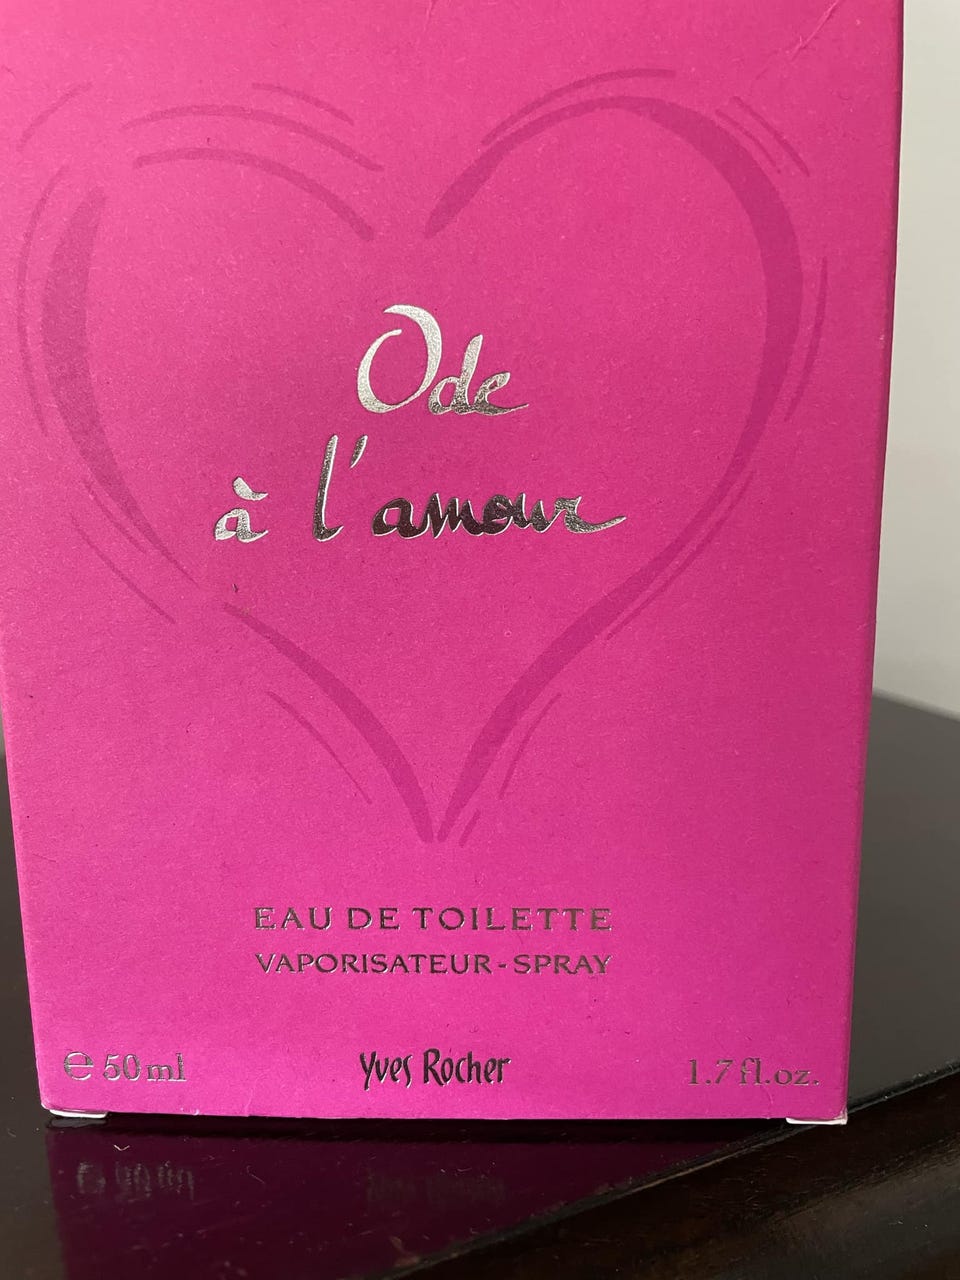 Ode
à l'amour
EAU DE TOILETTE
VAPORISATEUR - SPRAY
℮ 50 ml
Yves Rocher
1.7 fl.oz.